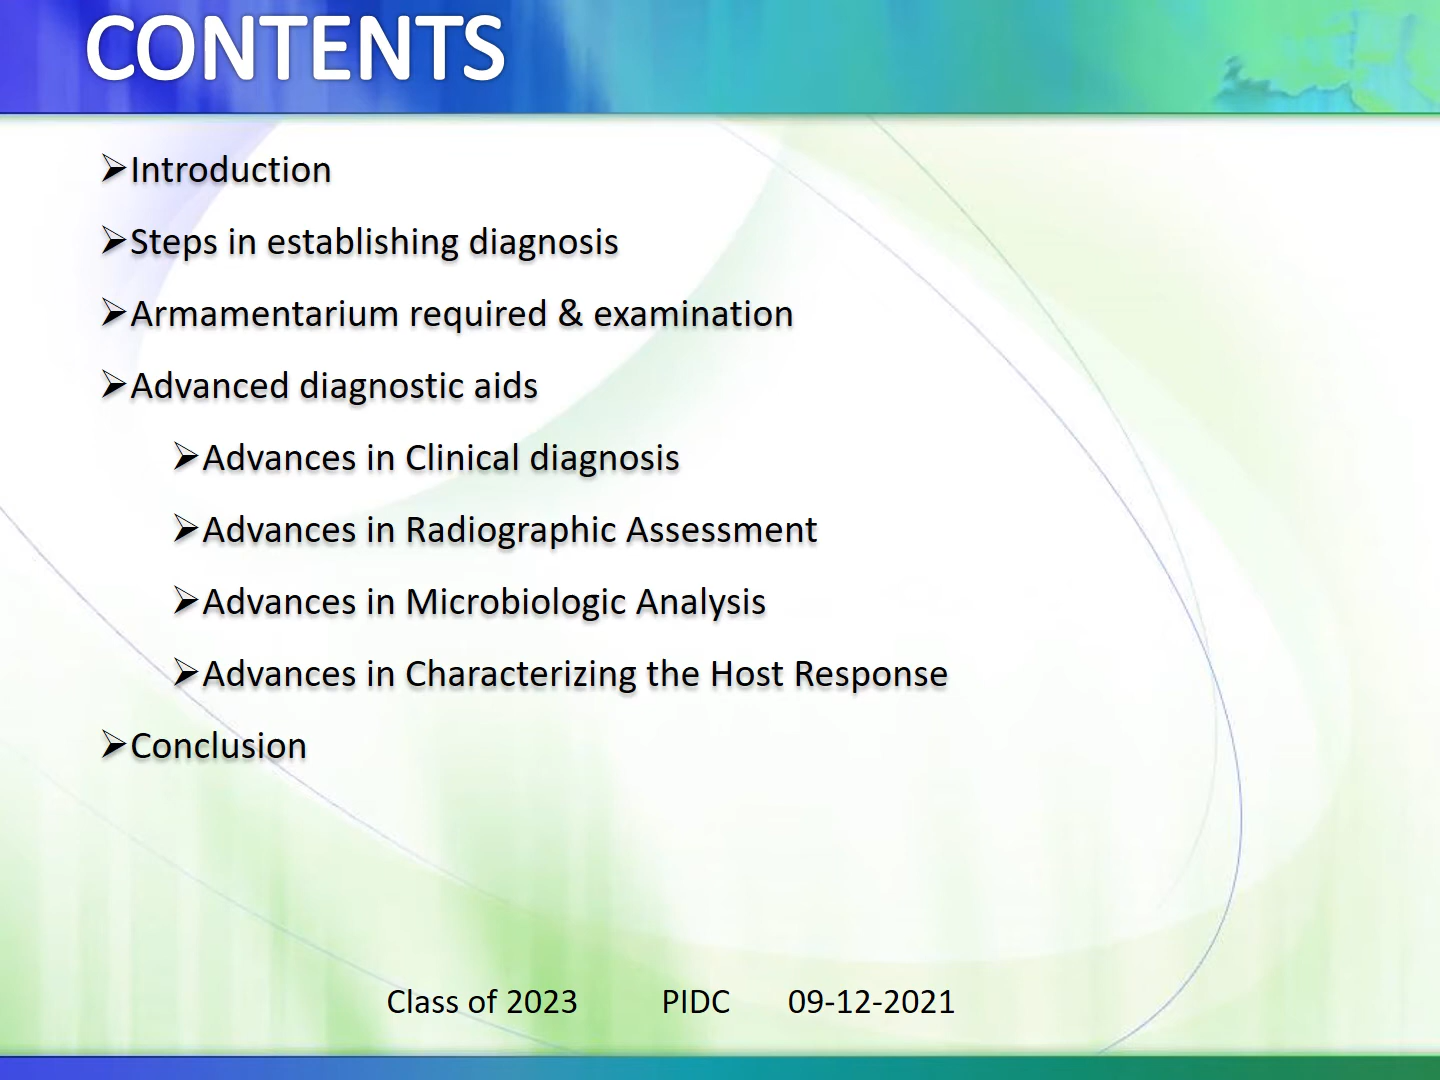 CONTENTS
➢Introduction
➢Steps in establishing diagnosis
➢Armamentarium required & examination
➢Advanced diagnostic aids
➢Advances in Clinical diagnosis
➢Advances in Radiographic Assessment
➢Advances in Microbiologic Analysis
➢Advances in Characterizing the Host Response
➢Conclusion
Class of 2023 PIDC 09-12-2021